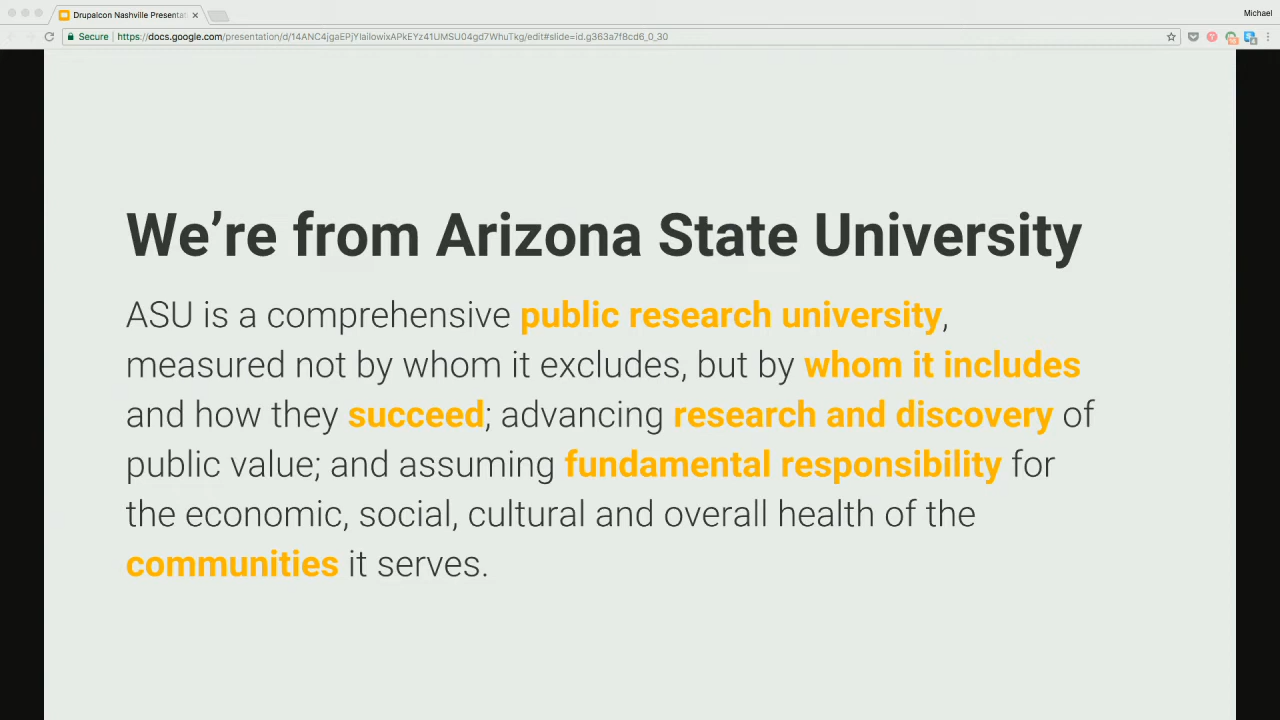 Drupalcon Nashville Presentat
Michael
Secure
https://docs.google.com/presentation/d/14ANC4jgaEPjYIailowixAPkEYz41UMSU04gd7WhuTkg/edit#slide=id.g363a7f8cd6_0_30
We're from Arizona State University
ASU is a comprehensive public research university,
measured not by whom it excludes, but by whom it includes
and how they succeed; advancing research and discovery of
public value; and assuming fundamental responsibility for
the economic, social, cultural and overall health of the
communities it serves.